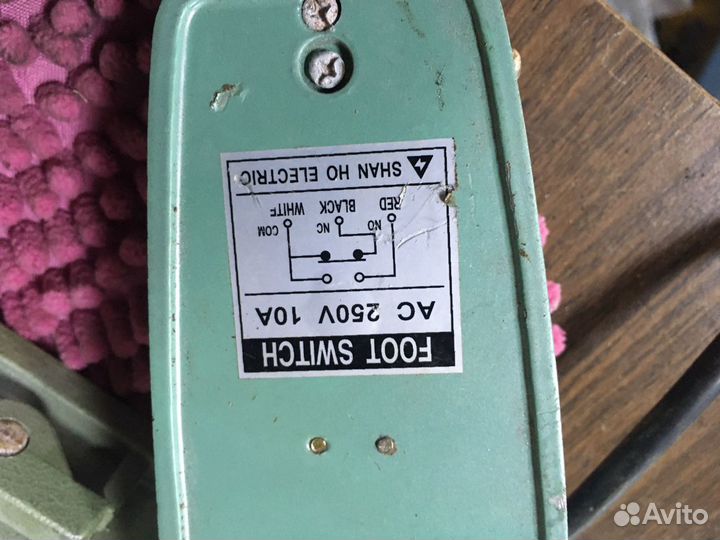 FOOT SWITCH
AC 250V 10A
NO NC COM
RED BLACK WHITE
SHAN HO ELECTRIC
Avito